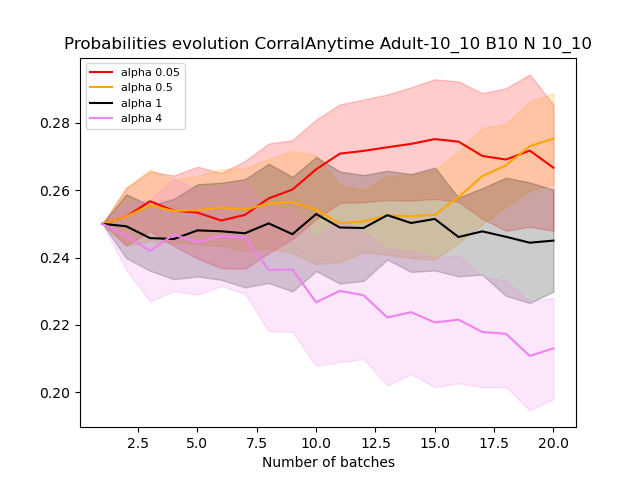 Probabilities evolution CorralAnytime Adult-10_10 B10 N 10_10
alpha 0.05
alpha 0.5
alpha 1
alpha 4
0.28
0.26
0.24
0.22
0.20
2.5 5.0 7.5 10.0 12.5 15.0 17.5 20.0
Number of batches